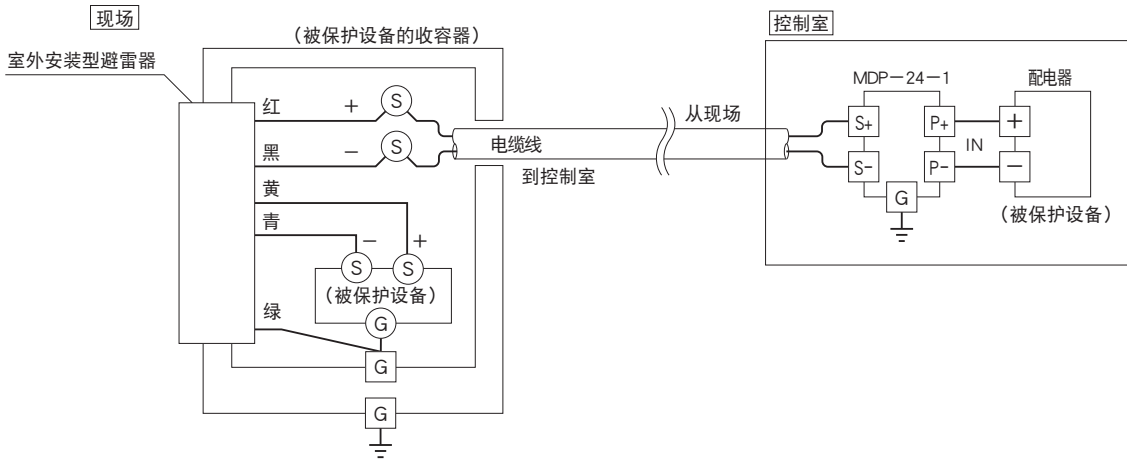 现场
室外安装型避雷器
(被保护设备的收容器)
红
+
S
黑
−
S
黄
青
−
+
S
S
(被保护设备)
G
绿
G
G
电缆线
到控制室
从现场
控制室
MDP−24−1
配电器
S+
P+
+
IN
S−
P−
−
G
(被保护设备)